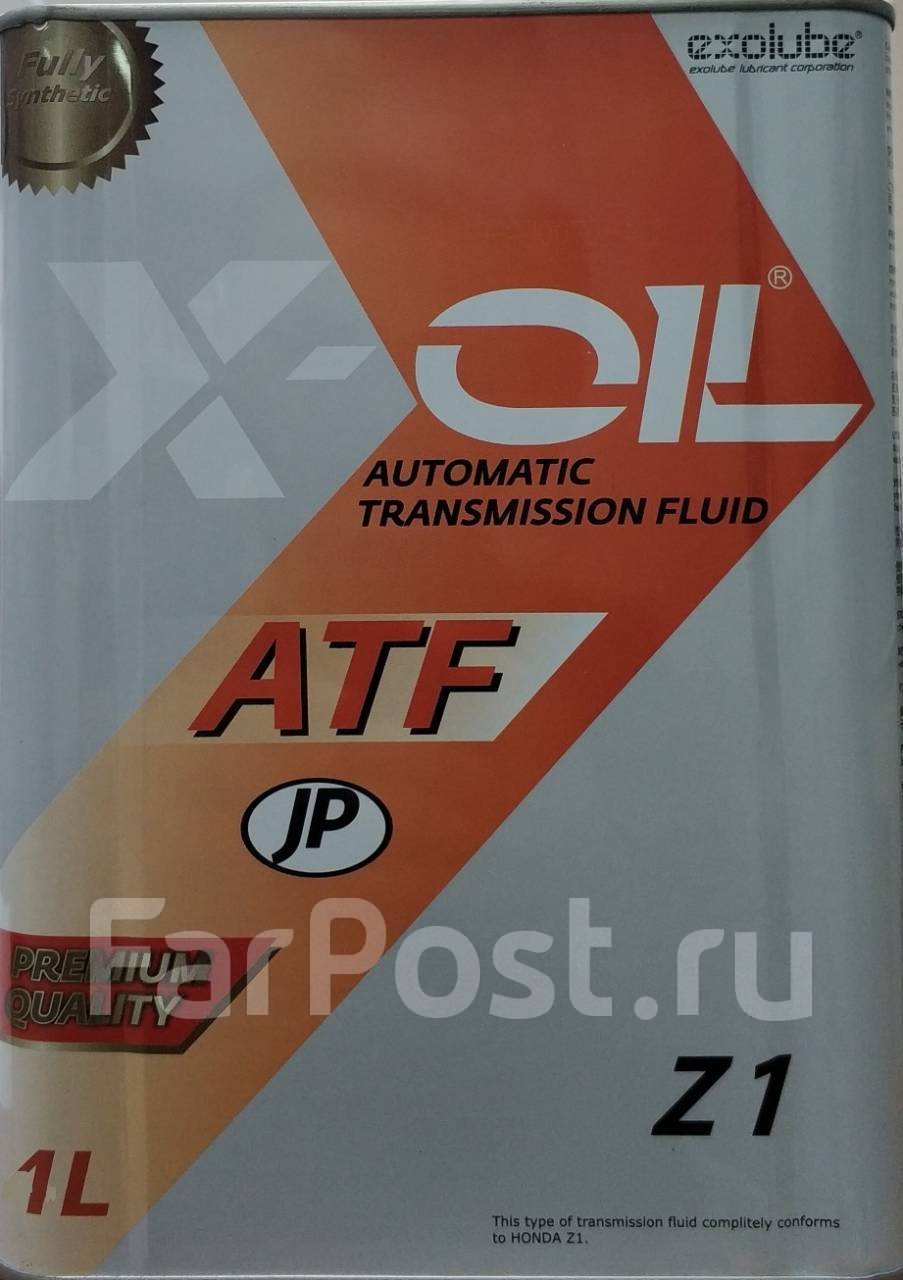 Fully
Synthetic
exolube®
exolube lubricant corporation
X-OIL®
AUTOMATIC
TRANSMISSION FLUID
ATF
JP
FarPost.ru
PREMIUM
QUALITY
Z1
1L
This type of transmission fluid complitely conforms
to HONDA Z1.